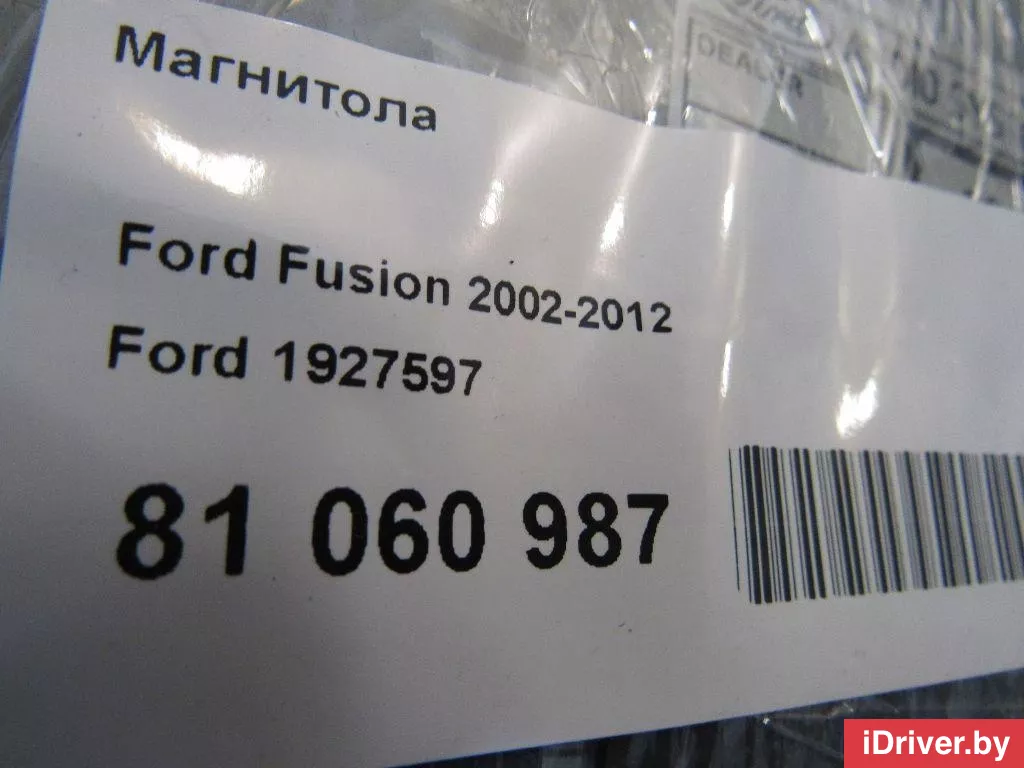 Магнитола
Ford Fusion 2002-2012
Ford 1927597
81 060 987
iDriver.by